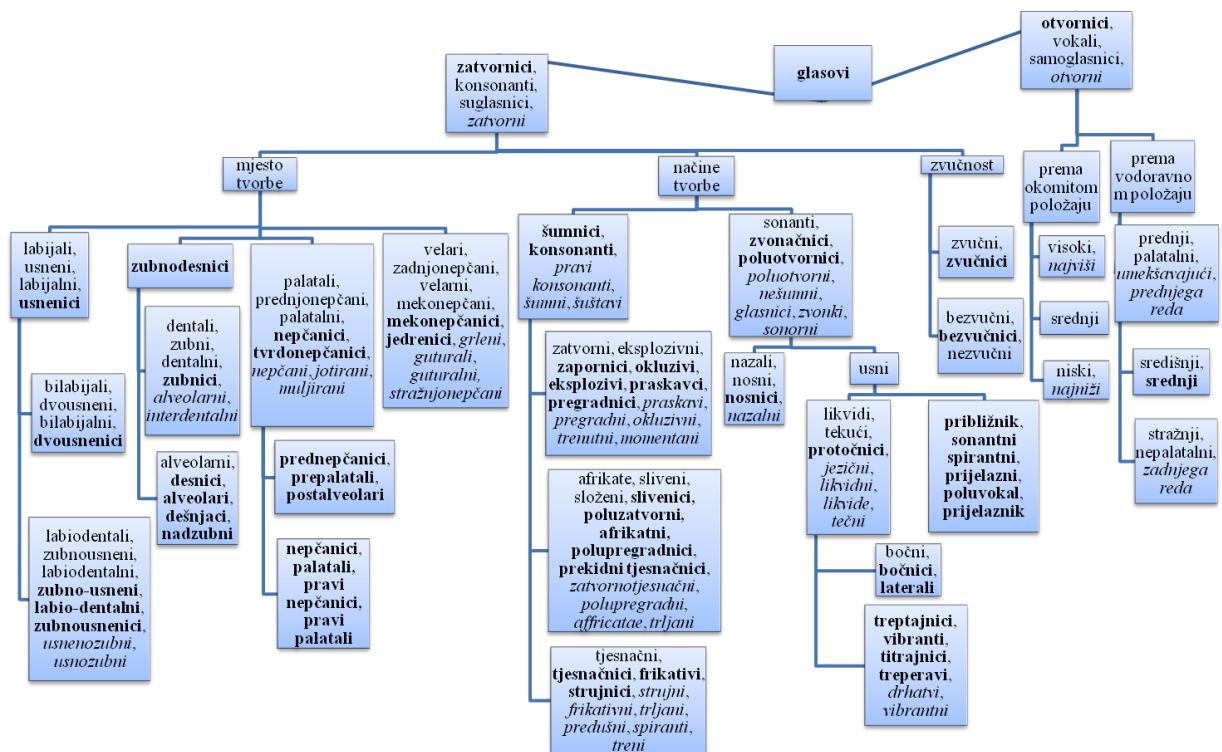 otvornici,
vokali,
samoglasnici,
otvorni
glasovi
zatvornici,
konsonanti,
suglasnici,
zatvorni
mjesto
tvorbe
labijali,
usneni,
labijalni,
usnenici
bilabijali,
dvousneni,
bilabijalni,
dvousnenici
labiodentali,
zubnousneni,
labiodentalni,
zubno-usneni,
labio-dentalni,
zubnousnenici,
usnenozubni,
usnozubni
zubnodesnici
dentali,
zubni,
dentalni,
zubnici,
alveolarni,
interdentalni
alveolarni,
desnici,
alveolari,
dešnjaci,
nadzubni
palatali,
prednjonepčani,
palatalni,
nepčanici,
tvrdonepčanici,
nepčani, jotirani,
muljirani
prednepčanici,
prepalatali,
postalveolari
nepčanici,
palatali,
pravi
nepčanici,
pravi
palatali
velari,
zadnjonepčani,
velarni,
mekonepčani,
mekonepčanici,
jedrenici, grleni,
guturali,
guturalni,
stražnjonepčani
načine
tvorbe
šumnici,
konsonanti,
pravi
konsonanti,
šumni, šuštavi
zatvorni, eksplozivni,
zapornici, okluzivi,
eksplozivi, praskavci,
pregradnici, praskavi,
pregradni, okluzivni,
trenutni, momentani
afrikate, sliveni,
složeni, slivenici,
poluzatvorni,
afrikatni,
polupregradnici,
prekidni tjesnačnici,
zatvornotjesnačni,
polupregradni,
affricatae, trljani
tjesnačni,
tjesnačnici, frikativi,
strujnici, strujni,
frikativni, trljani,
predušni, spiranti,
treni
sonanti,
zvonačnici,
poluotvornici,
poluotvorni,
nešumni,
glasnici, zvonki,
sonorni
nazali,
nosni,
nosnici,
nazalni
usni
likvidi,
tekući,
protočnici,
jezični,
likvidni,
likvide,
tečni
bočni,
bočnici,
laterali
treptajnici,
vibranti,
titrajnici,
treperavi,
drhatvi,
vibrantni
približnik,
sonantni
spirantni,
prijelazni,
poluvokal,
prijelaznik
zvučnost
zvučni,
zvučnici
bezvučni,
bezvučnici,
nezvučni
prema
okomitom
položaju
visoki,
najviši
srednji
niski,
najniži
prema
vodoravno
m položaju
prednji,
palatalni,
umekšavajući,
prednjega
reda
središnji,
srednji
stražnji,
nepalatalni,
zadnjega
reda